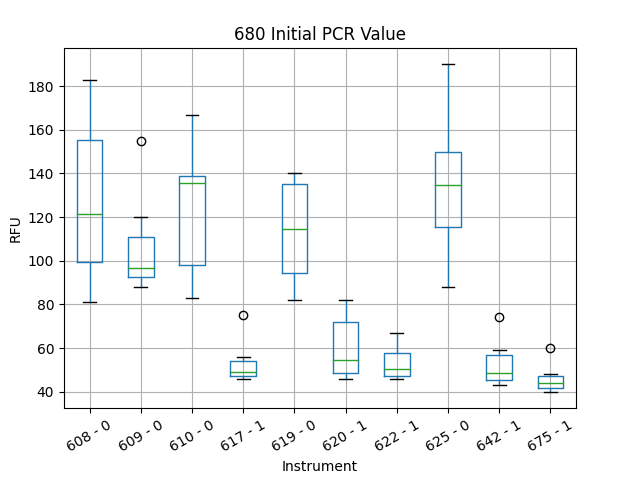 680 Initial PCR Value
RFU
180
160
140
120
100
80
60
40
608 - 0
609 - 0
610 - 0
617 - 1
619 - 0
620 - 1
622 - 1
625 - 0
642 - 1
675 - 1
Instrument